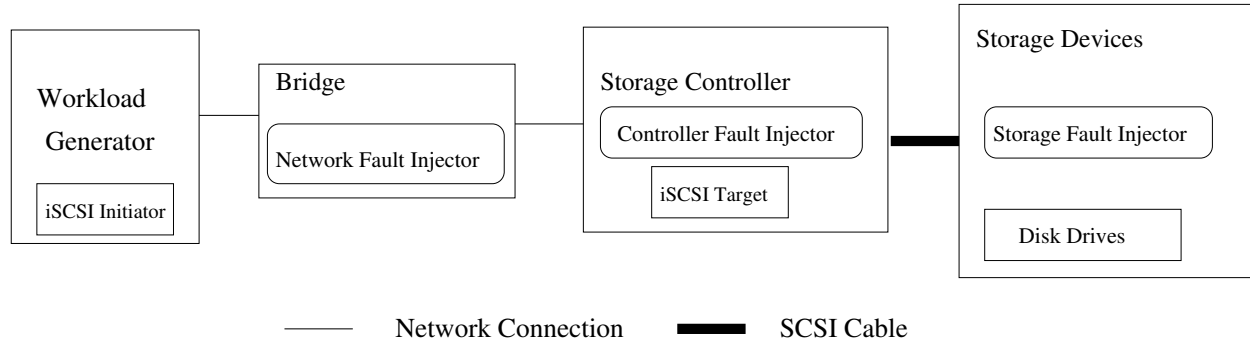 Workload
Generator
iSCSI Initiator
Bridge
Network Fault Injector
Storage Controller
Controller Fault Injector
iSCSI Target
Storage Devices
Storage Fault Injector
Disk Drives
Network Connection
SCSI Cable